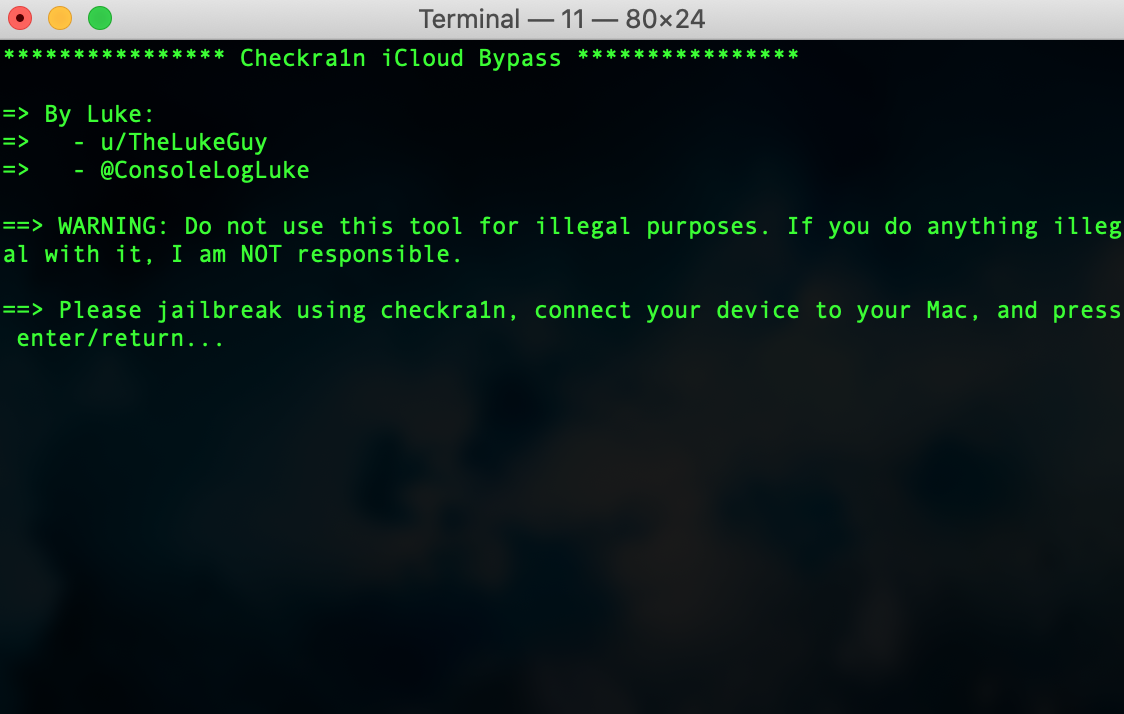 Terminal — 11 — 80×24
**************** Checkra1n iCloud Bypass ****************
=> By Luke:
=>   - u/TheLukeGuy
=>   - @ConsoleLogLuke
==> WARNING: Do not use this tool for illegal purposes. If you do anything illeg
al with it, I am NOT responsible.
==> Please jailbreak using checkra1n, connect your device to your Mac, and press
 enter/return...